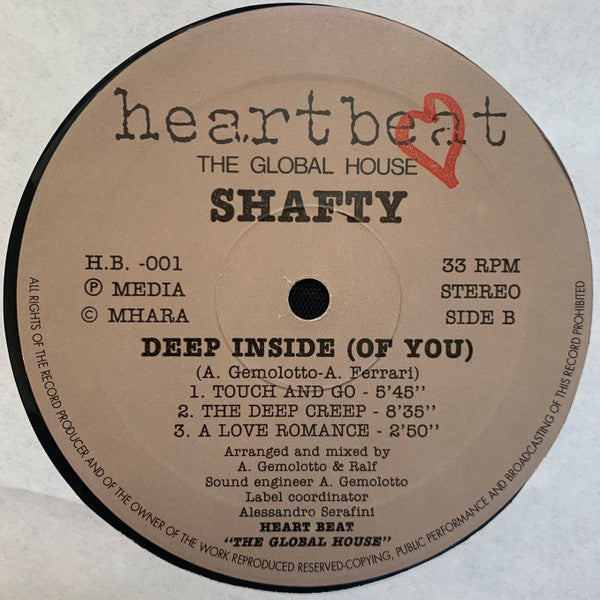 heartbeat
THE GLOBAL HOUSE
SHAFTY
H.B. -001
℗ MEDIA
© MHARA
33 RPM
STEREO
SIDE B
DEEP INSIDE (OF YOU)
(A. Gemolotto-A. Ferrari)
1. TOUCH AND GO - 5'45''
2. THE DEEP CREEP - 8'35''
3. A LOVE ROMANCE - 2'50''
Arranged and mixed by
A. Gemolotto & Ralf
Sound engineer A. Gemolotto
Label coordinator
Alessandro Serafini
HEART BEAT
"THE GLOBAL HOUSE"
ALL RIGHTS OF THE RECORD PRODUCER AND OF THE OWNER OF THE WORK REPRODUCED RESERVED-COPYING, PUBLIC PERFORMANCE AND BROADCASTING OF THIS RECORD PROHIBITED